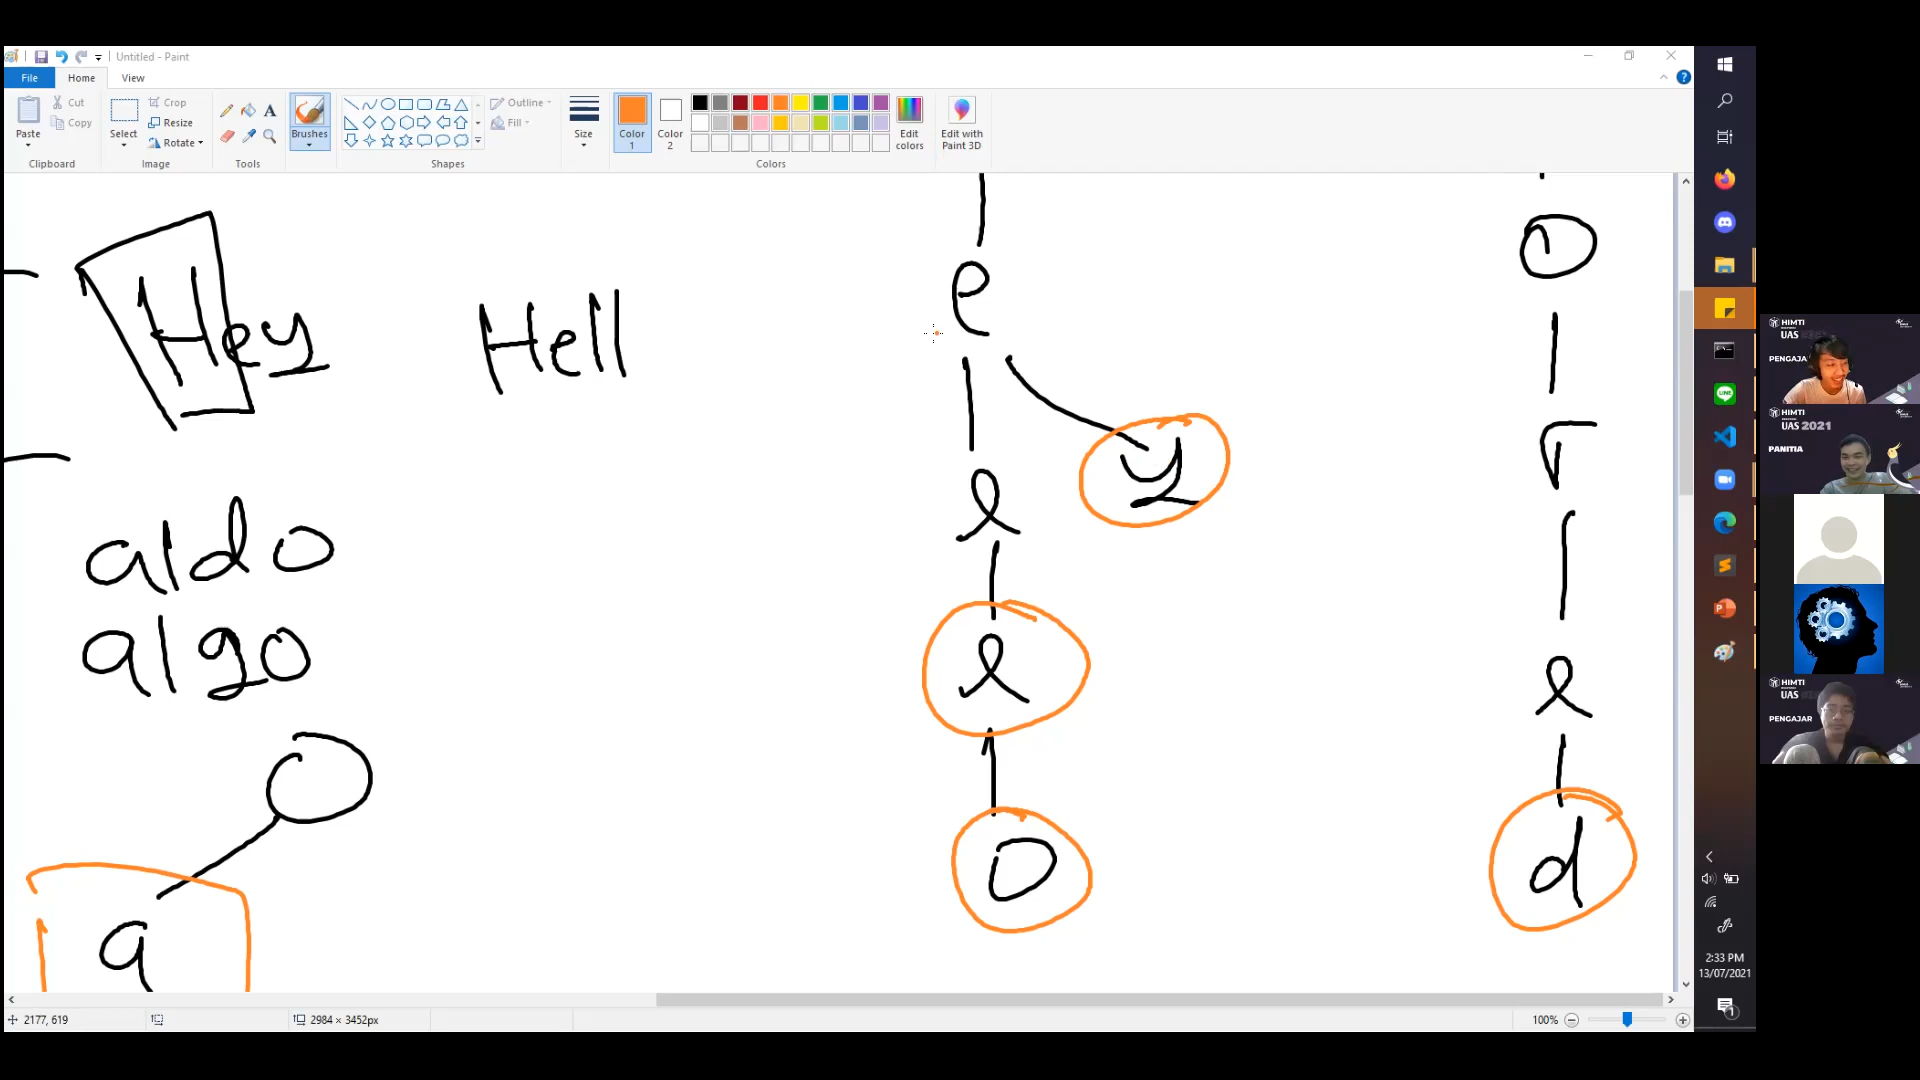 Untitled - Paint
File Home View
Paste
Cut
Copy
Clipboard
Select
Crop
Resize
Rotate
Image
Tools
Brushes
Outline
Fill
Shapes
Size
Color 1
Color 2
Colors
Edit colors
Edit with Paint 3D
Hey
Hell
aldo
algo
a
e
l
y
l
o
o
r
l
d
2177, 619
2984 × 3452px
100%
HIMTI
UAS
PENGAJA
HIMTI
UAS 2021
PANITIA
HIMTI
UAS
PENGAJAR
2:33 PM
13/07/2021
1